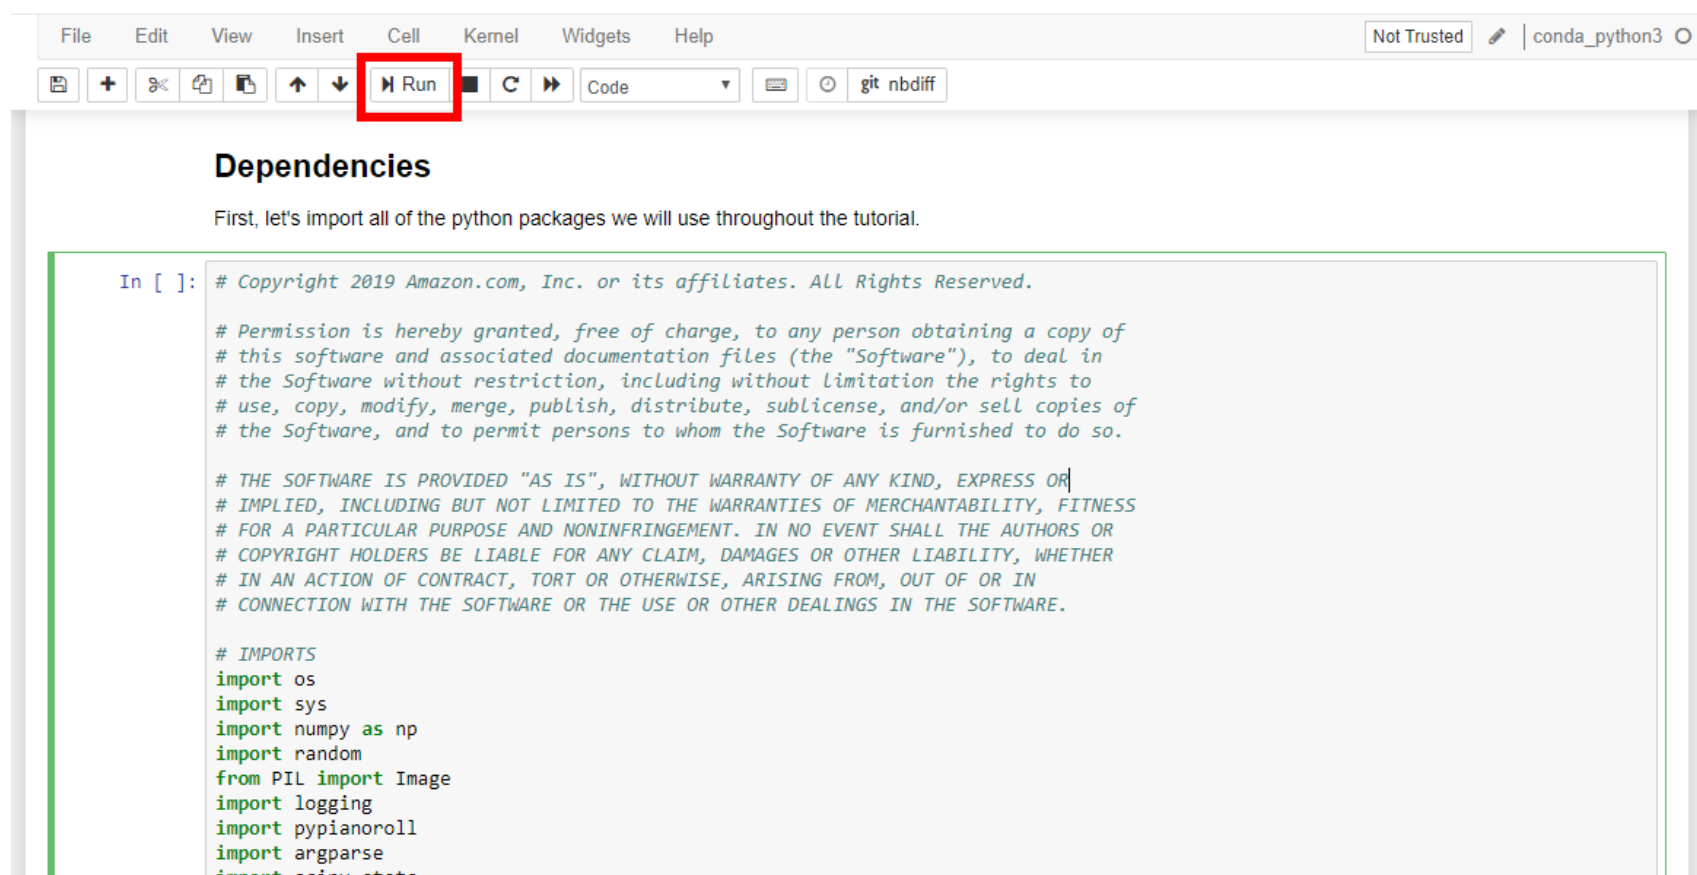 File Edit View Insert Cell Kernel Widgets Help Not Trusted conda_python3
Run Code git nbdiff
Dependencies
First, let's import all of the python packages we will use throughout the tutorial.
In [ ]: # Copyright 2019 Amazon.com, Inc. or its affiliates. All Rights Reserved.
# Permission is hereby granted, free of charge, to any person obtaining a copy of
# this software and associated documentation files (the "Software"), to deal in
# the Software without restriction, including without limitation the rights to
# use, copy, modify, merge, publish, distribute, sublicense, and/or sell copies of
# the Software, and to permit persons to whom the Software is furnished to do so.
# THE SOFTWARE IS PROVIDED "AS IS", WITHOUT WARRANTY OF ANY KIND, EXPRESS OR
# IMPLIED, INCLUDING BUT NOT LIMITED TO THE WARRANTIES OF MERCHANTABILITY, FITNESS
# FOR A PARTICULAR PURPOSE AND NONINFRINGEMENT. IN NO EVENT SHALL THE AUTHORS OR
# COPYRIGHT HOLDERS BE LIABLE FOR ANY CLAIM, DAMAGES OR OTHER LIABILITY, WHETHER
# IN AN ACTION OF CONTRACT, TORT OR OTHERWISE, ARISING FROM, OUT OF OR IN
# CONNECTION WITH THE SOFTWARE OR THE USE OR OTHER DEALINGS IN THE SOFTWARE.
# IMPORTS
import os
import sys
import numpy as np
import random
from PIL import Image
import logging
import pypianoroll
import argparse